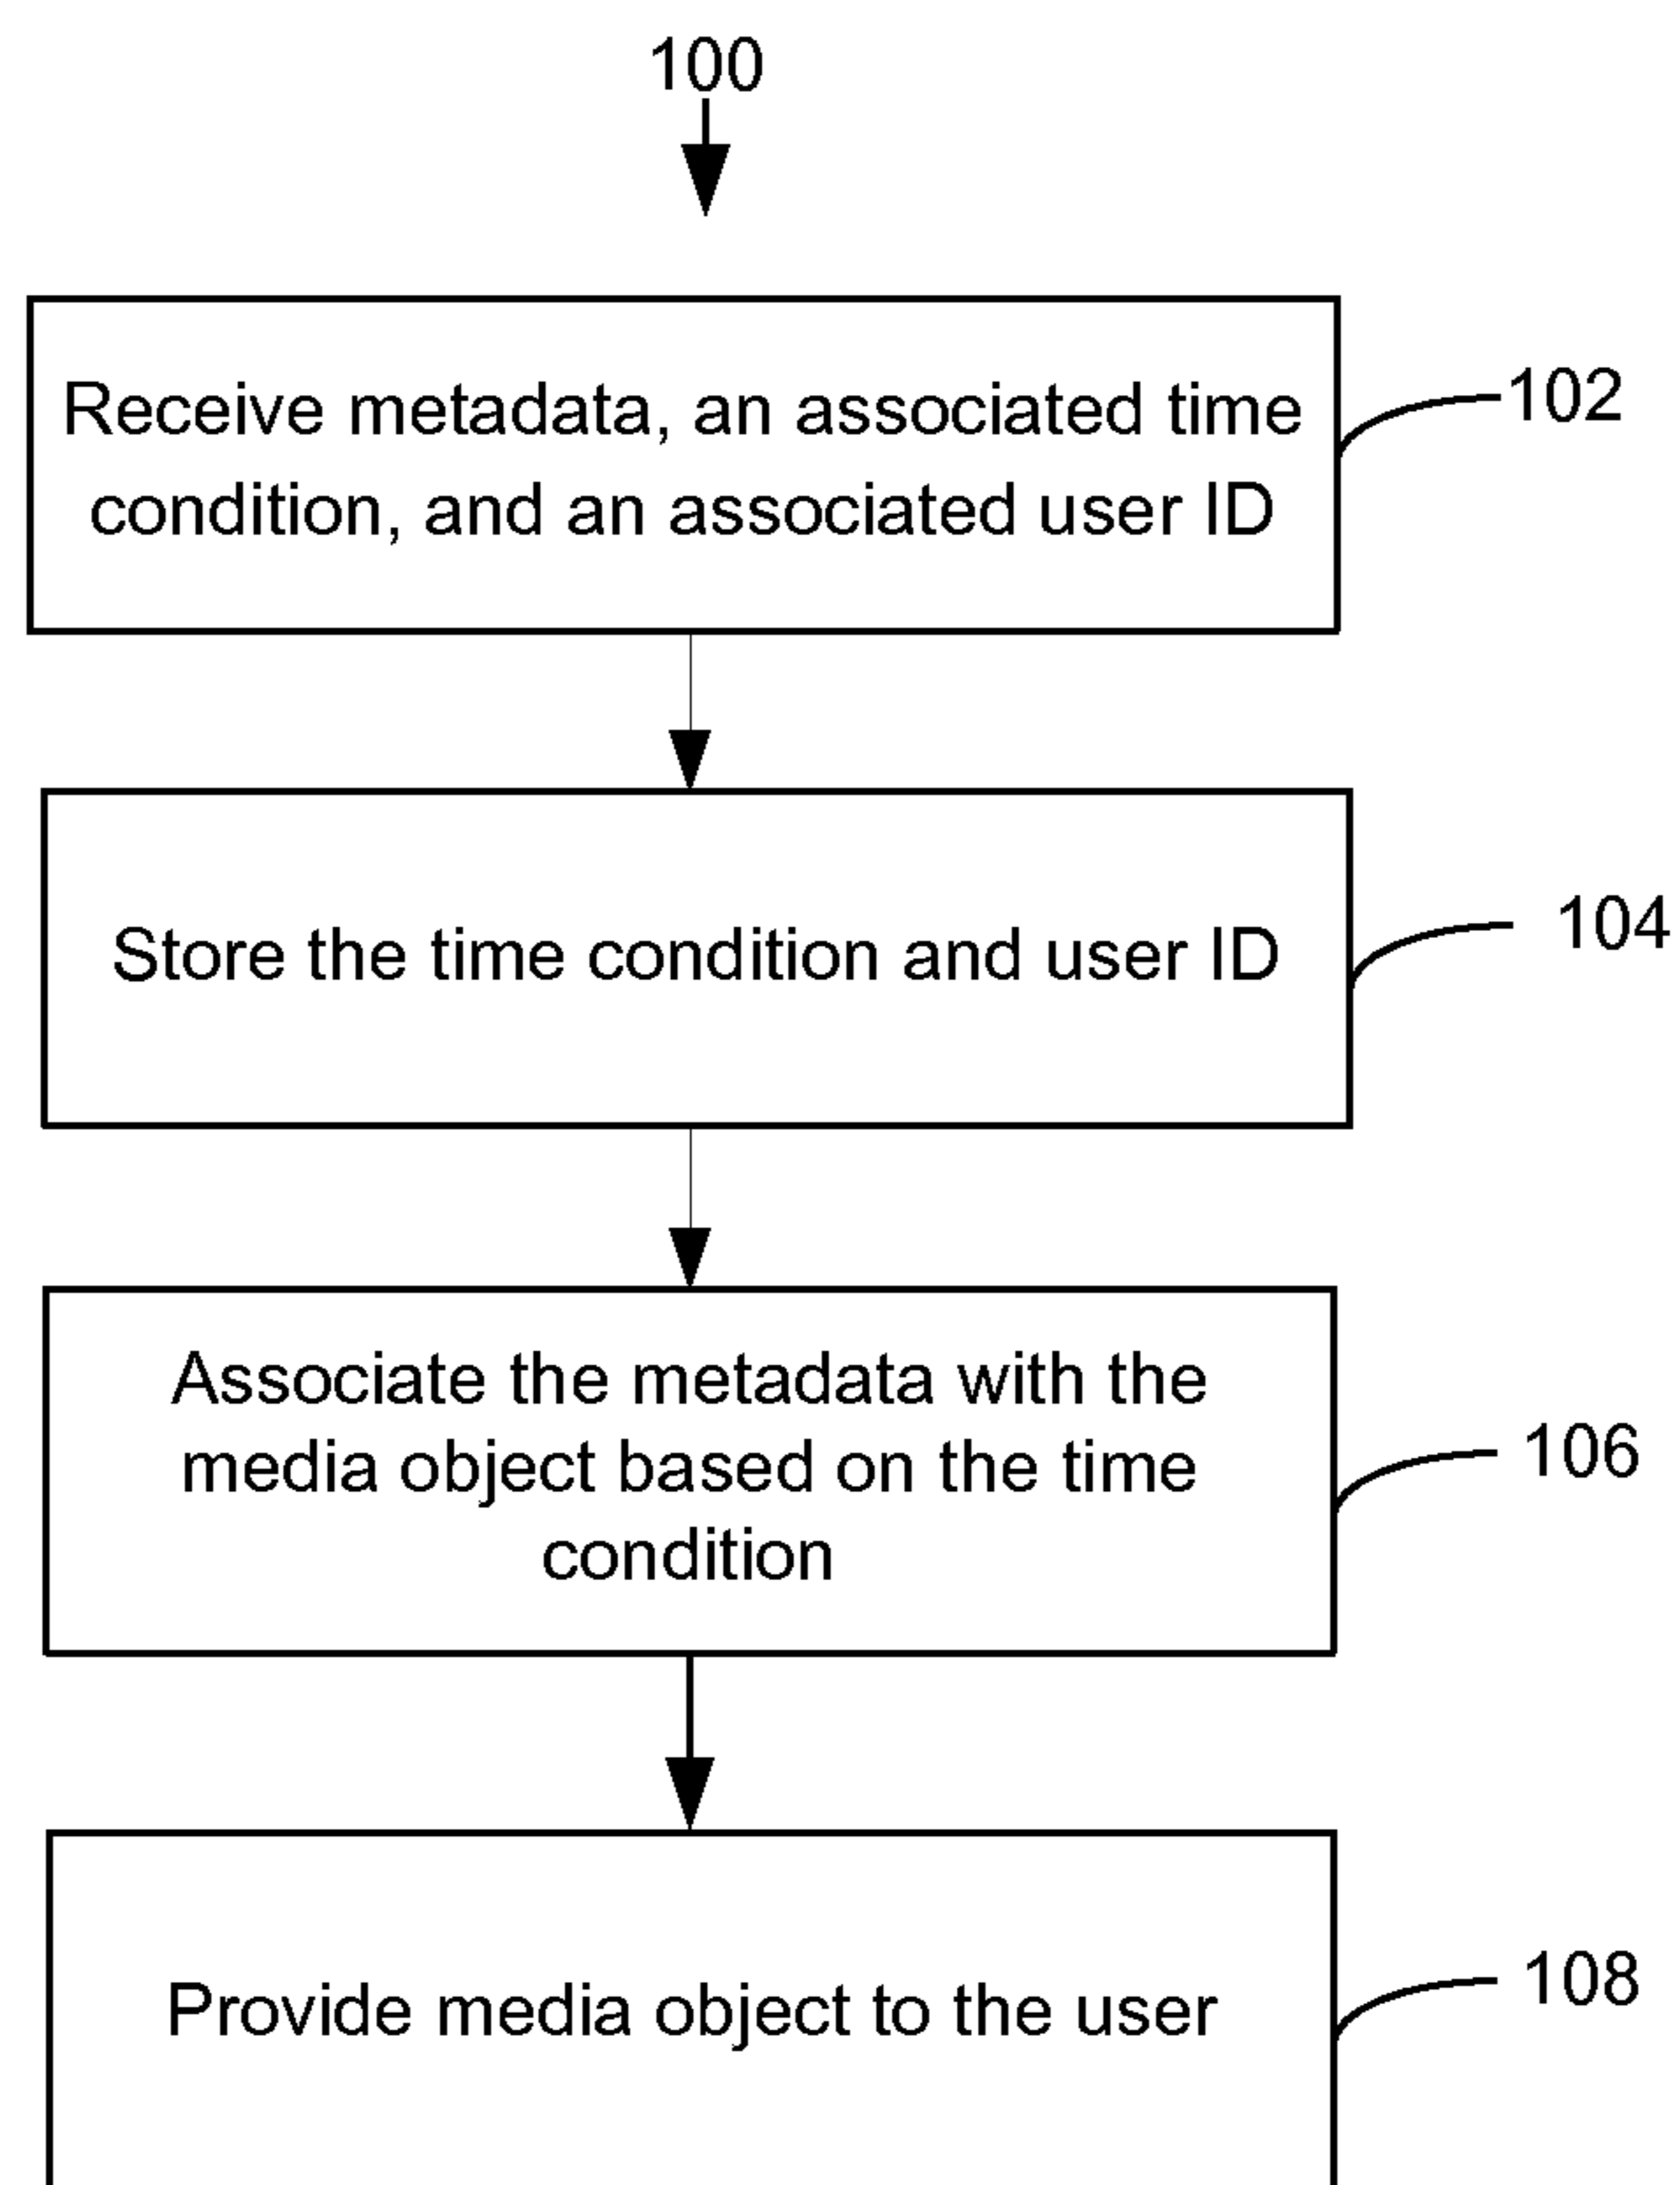 100
Receive metadata, an associated time
condition, and an associated user ID
102
Store the time condition and user ID
104
Associate the metadata with the
media object based on the time
condition
106
Provide media object to the user
108